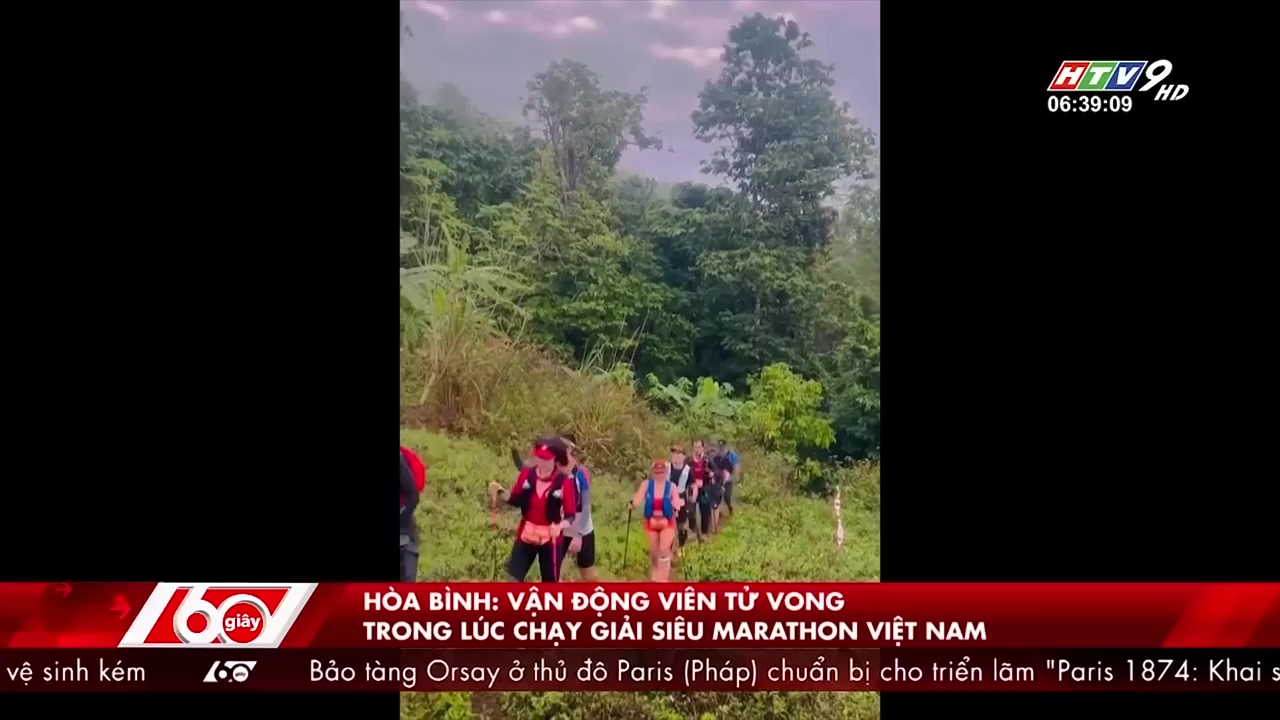 HTV9 HD
06:39:09
60 giây
HÒA BÌNH: VẬN ĐỘNG VIÊN TỬ VONG
TRONG LÚC CHẠY GIẢI SIÊU MARATHON VIỆT NAM
vệ sinh kém 60 giây Bảo tàng Orsay ở thủ đô Paris (Pháp) chuẩn bị cho triển lãm "Paris 1874: Khai s